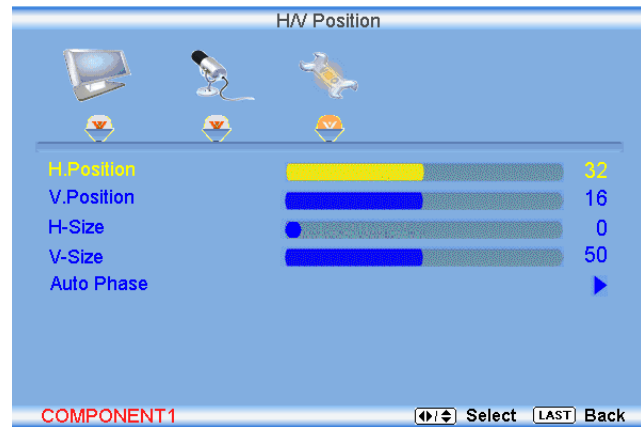 H/V Position
H.Position 32
V.Position 16
H-Size 0
V-Size 50
Auto Phase
COMPONENT1 Select LAST Back